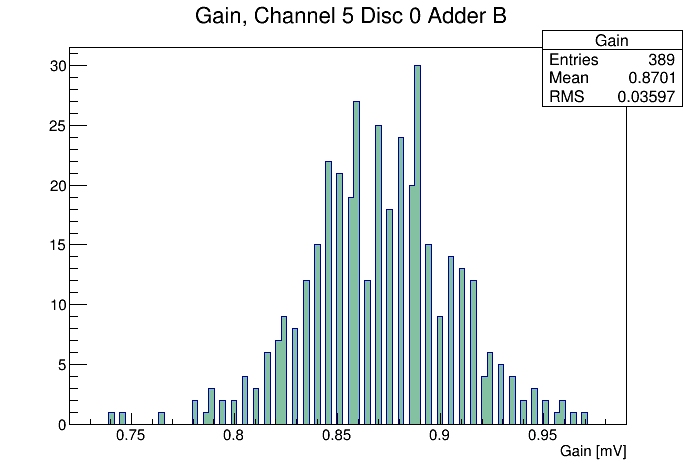 Gain, Channel 5 Disc 0 Adder B
Gain
Entries 389
Mean 0.8701
RMS 0.03597
30
25
20
15
10
5
0
0.75 0.8 0.85 0.9 0.95
Gain [mV]